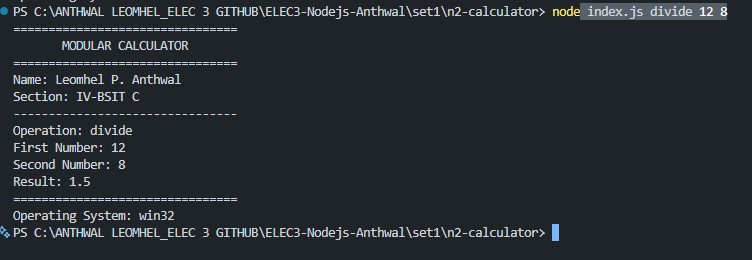 PS C:\ANTHWAL LEOMHEL_ELEC 3 GITHUB\ELEC3-Nodejs-Anthwal\set1\n2-calculator> node index.js divide 12 8
================================
MODULAR CALCULATOR
================================
Name: Leomhel P. Anthwal
Section: IV-BSIT C
--------------------------------
Operation: divide
First Number: 12
Second Number: 8
Result: 1.5
================================
Operating System: win32
PS C:\ANTHWAL LEOMHEL_ELEC 3 GITHUB\ELEC3-Nodejs-Anthwal\set1\n2-calculator>